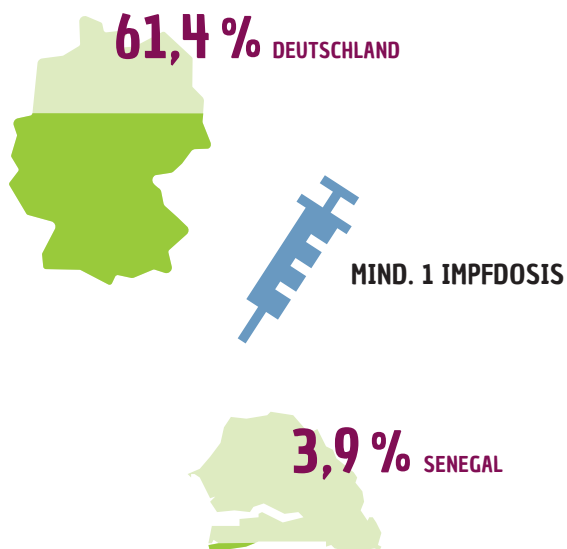 61,4 % DEUTSCHLAND
MIND. 1 IMPFDOSIS
3,9 % SENEGAL